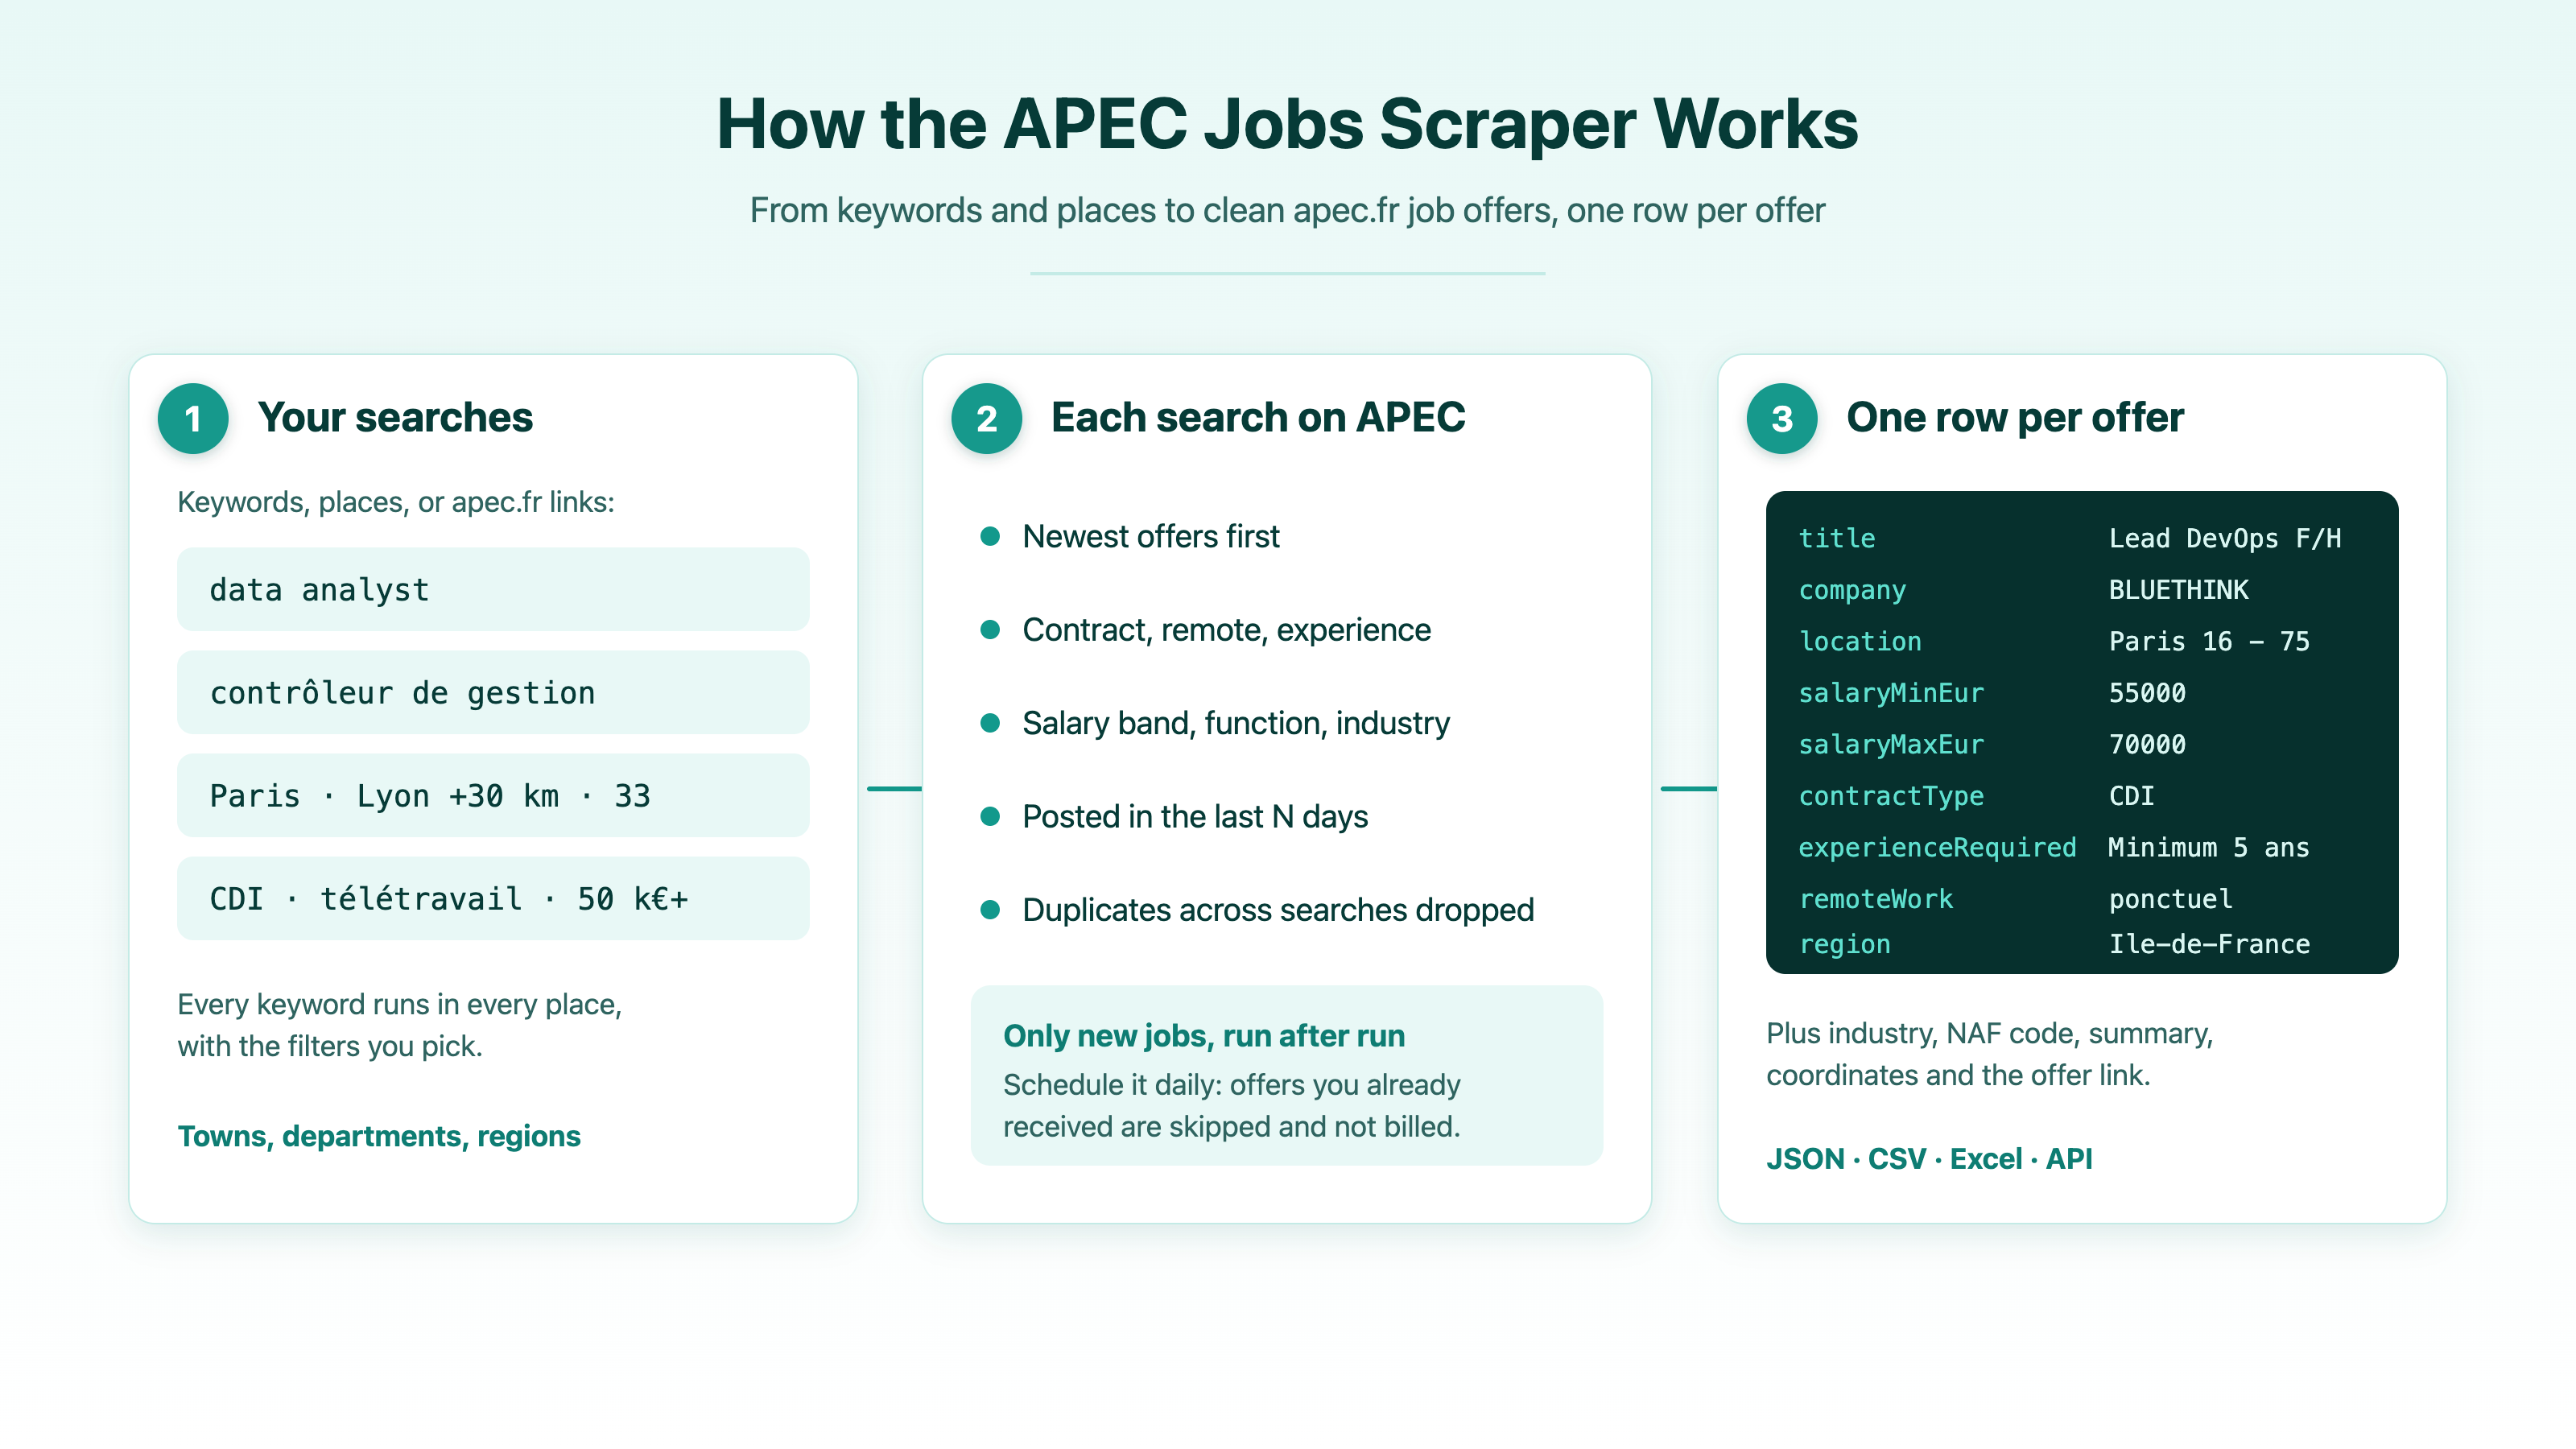 How the APEC Jobs Scraper Works
From keywords and places to clean apec.fr job offers, one row per offer
1 Your searches
Keywords, places, or apec.fr links:
data analyst
contrôleur de gestion
Paris · Lyon +30 km · 33
CDI · télétravail · 50 k€+
Every keyword runs in every place,
with the filters you pick.
Towns, departments, regions
2 Each search on APEC
Newest offers first
Contract, remote, experience
Salary band, function, industry
Posted in the last N days
Duplicates across searches dropped
Only new jobs, run after run
Schedule it daily: offers you already
received are skipped and not billed.
3 One row per offer
title Lead DevOps F/H
company BLUETHINK
location Paris 16 – 75
salaryMinEur 55000
salaryMaxEur 70000
contractType CDI
experienceRequired Minimum 5 ans
remoteWork ponctuel
region Ile–de–France
Plus industry, NAF code, summary,
coordinates and the offer link.
JSON · CSV · Excel · API